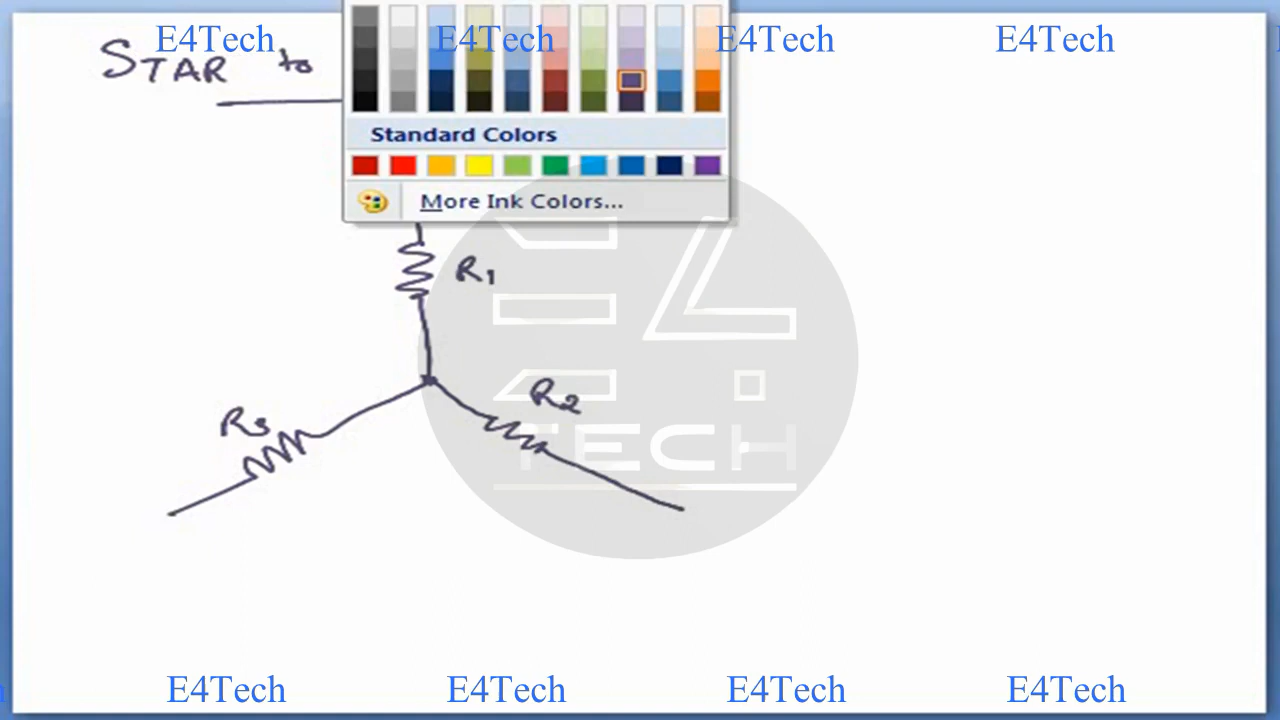 E4Tech E4Tech E4Tech E4Tech
STAR to
Standard Colors
More Ink Colors...
R1
R2
R3
TECH
E4Tech E4Tech E4Tech E4Tech